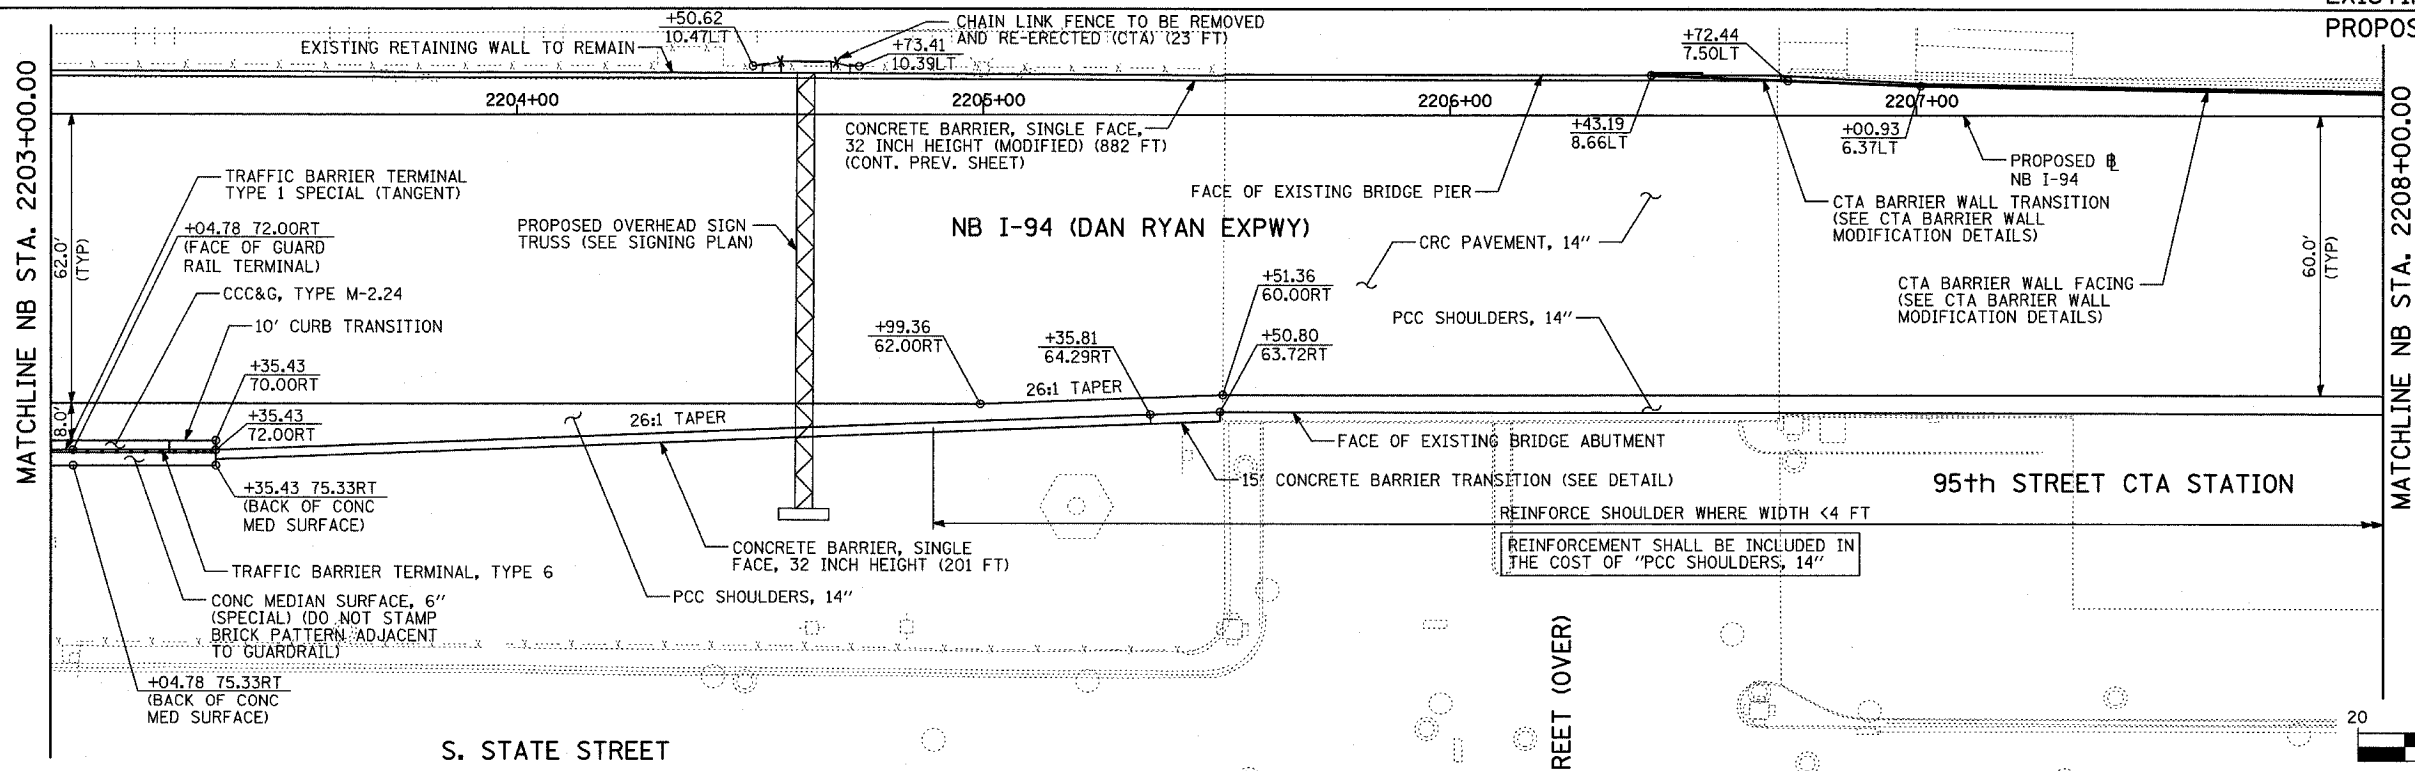 EXISTIN
PROPOS
MATCHLINE NB STA. 2203+00.00
+50.62
10.47LT
CHAIN LINK FENCE TO BE REMOVED
AND RE-ERECTED (CTA) (23 FT)
EXISTING RETAINING WALL TO REMAIN
+73.41
10.39LT
+72.44
7.50LT
2204+00
2205+00
2206+00
2207+00
CONCRETE BARRIER, SINGLE FACE,
32 INCH HEIGHT (MODIFIED) (882 FT)
(CONT. PREV. SHEET)
+43.19
8.66LT
+00.93
6.37LT
PROPOSED ℄
NB I-94
FACE OF EXISTING BRIDGE PIER
CTA BARRIER WALL TRANSITION
(SEE CTA BARRIER WALL
MODIFICATION DETAILS)
TRAFFIC BARRIER TERMINAL
TYPE 1 SPECIAL (TANGENT)
62.0'
(TYP)
+04.78 72.00RT
(FACE OF GUARD
RAIL TERMINAL)
PROPOSED OVERHEAD SIGN
TRUSS (SEE SIGNING PLAN)
NB I-94 (DAN RYAN EXPWY)
CRC PAVEMENT, 14"
60.0'
(TYP)
CCC&G, TYPE M-2.24
10' CURB TRANSITION
+51.36
60.00RT
CTA BARRIER WALL FACING
(SEE CTA BARRIER WALL
MODIFICATION DETAILS)
PCC SHOULDERS, 14"
+99.36
62.00RT
+35.81
64.29RT
+50.80
63.72RT
+35.43
70.00RT
26:1 TAPER
8.0'
+35.43
72.00RT
26:1 TAPER
FACE OF EXISTING BRIDGE ABUTMENT
15' CONCRETE BARRIER TRANSITION (SEE DETAIL)
95th STREET CTA STATION
+35.43 75.33RT
(BACK OF CONC
MED SURFACE)
REINFORCE SHOULDER WHERE WIDTH <4 FT
REINFORCEMENT SHALL BE INCLUDED IN
THE COST OF "PCC SHOULDERS, 14"
CONCRETE BARRIER, SINGLE
FACE, 32 INCH HEIGHT (201 FT)
TRAFFIC BARRIER TERMINAL, TYPE 6
PCC SHOULDERS, 14"
CONC MEDIAN SURFACE, 6"
(SPECIAL) (DO NOT STAMP
BRICK PATTERN ADJACENT
TO GUARDRAIL)
+04.78 75.33RT
(BACK OF CONC
MED SURFACE)
S. STATE STREET
REET (OVER)
MATCHLINE NB STA. 2208+00.00
20